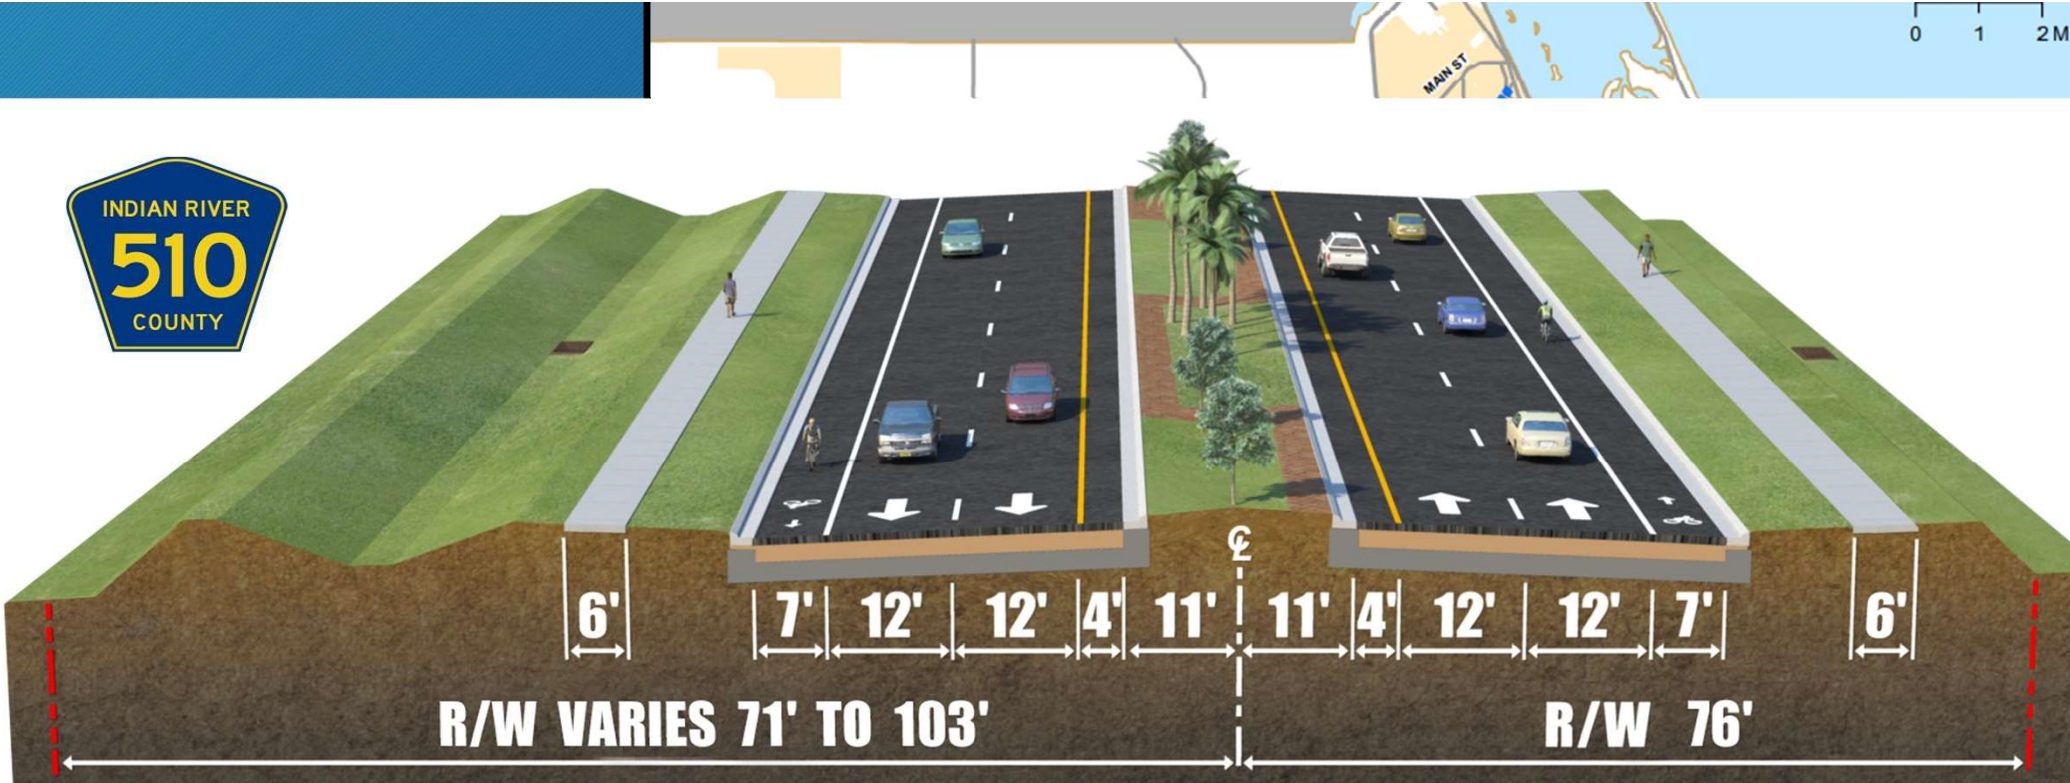 0 1 2 M
MAIN ST
INDIAN RIVER
510
COUNTY
℄
6' 7' 12' 12' 4' 11' 11' 4' 12' 12' 7' 6'
R/W VARIES 71' TO 103' R/W 76'